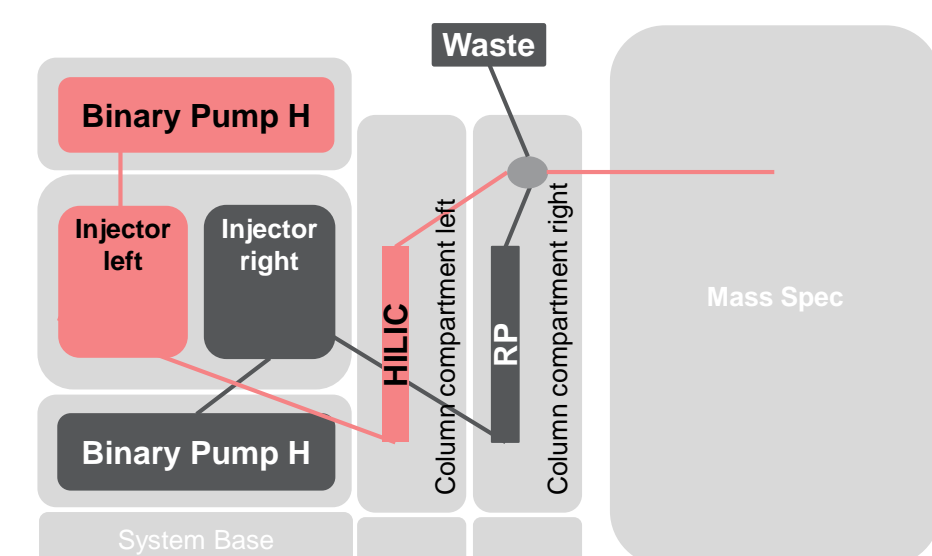 Waste
Binary Pump H
Injector
left
Injector
right
HILIC
Column compartment left
RP
Column compartment right
Mass Spec
Binary Pump H
System Base